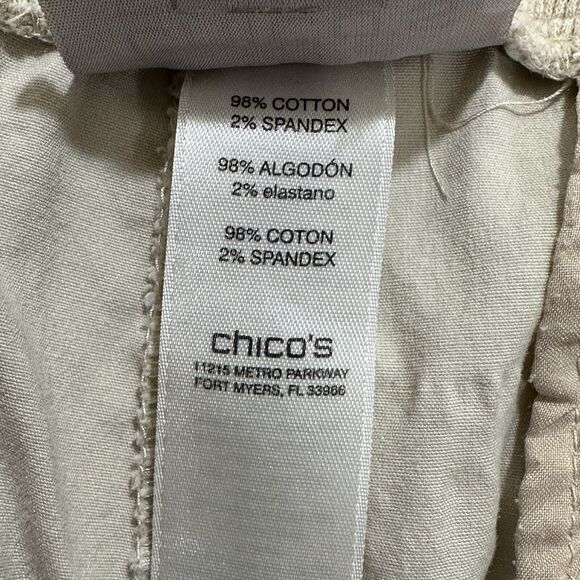 98% COTTON
2% SPANDEX
98% ALGODÓN
2% elastano
98% COTON
2% SPANDEX
chico's
11215 METRO PARKWAY
FORT MYERS, FL 33966